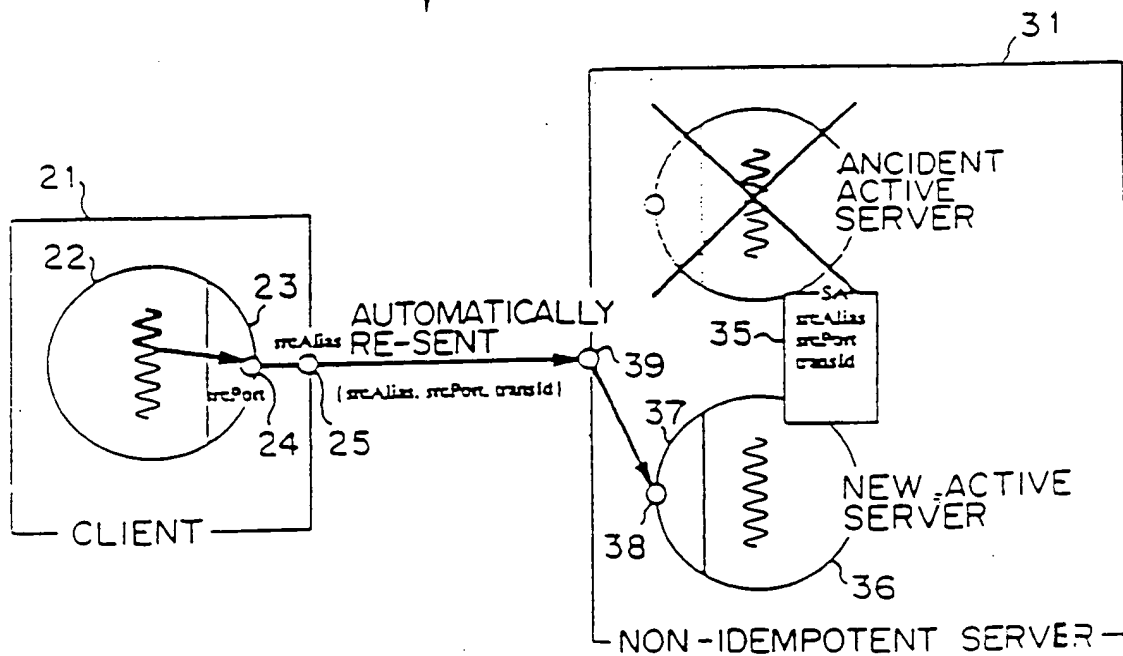 31
21
22
23
srcAlias
AUTOMATICALLY
RE-SENT
srcPort
24
25
{srcAlias, srcPort, transid}
39
ANCIDENT
ACTIVE
SERVER
SA
srcAlias
srcPort
transid
35
37
38
NEW ACTIVE
SERVER
36
CLIENT
NON-IDEMPOTENT SERVER